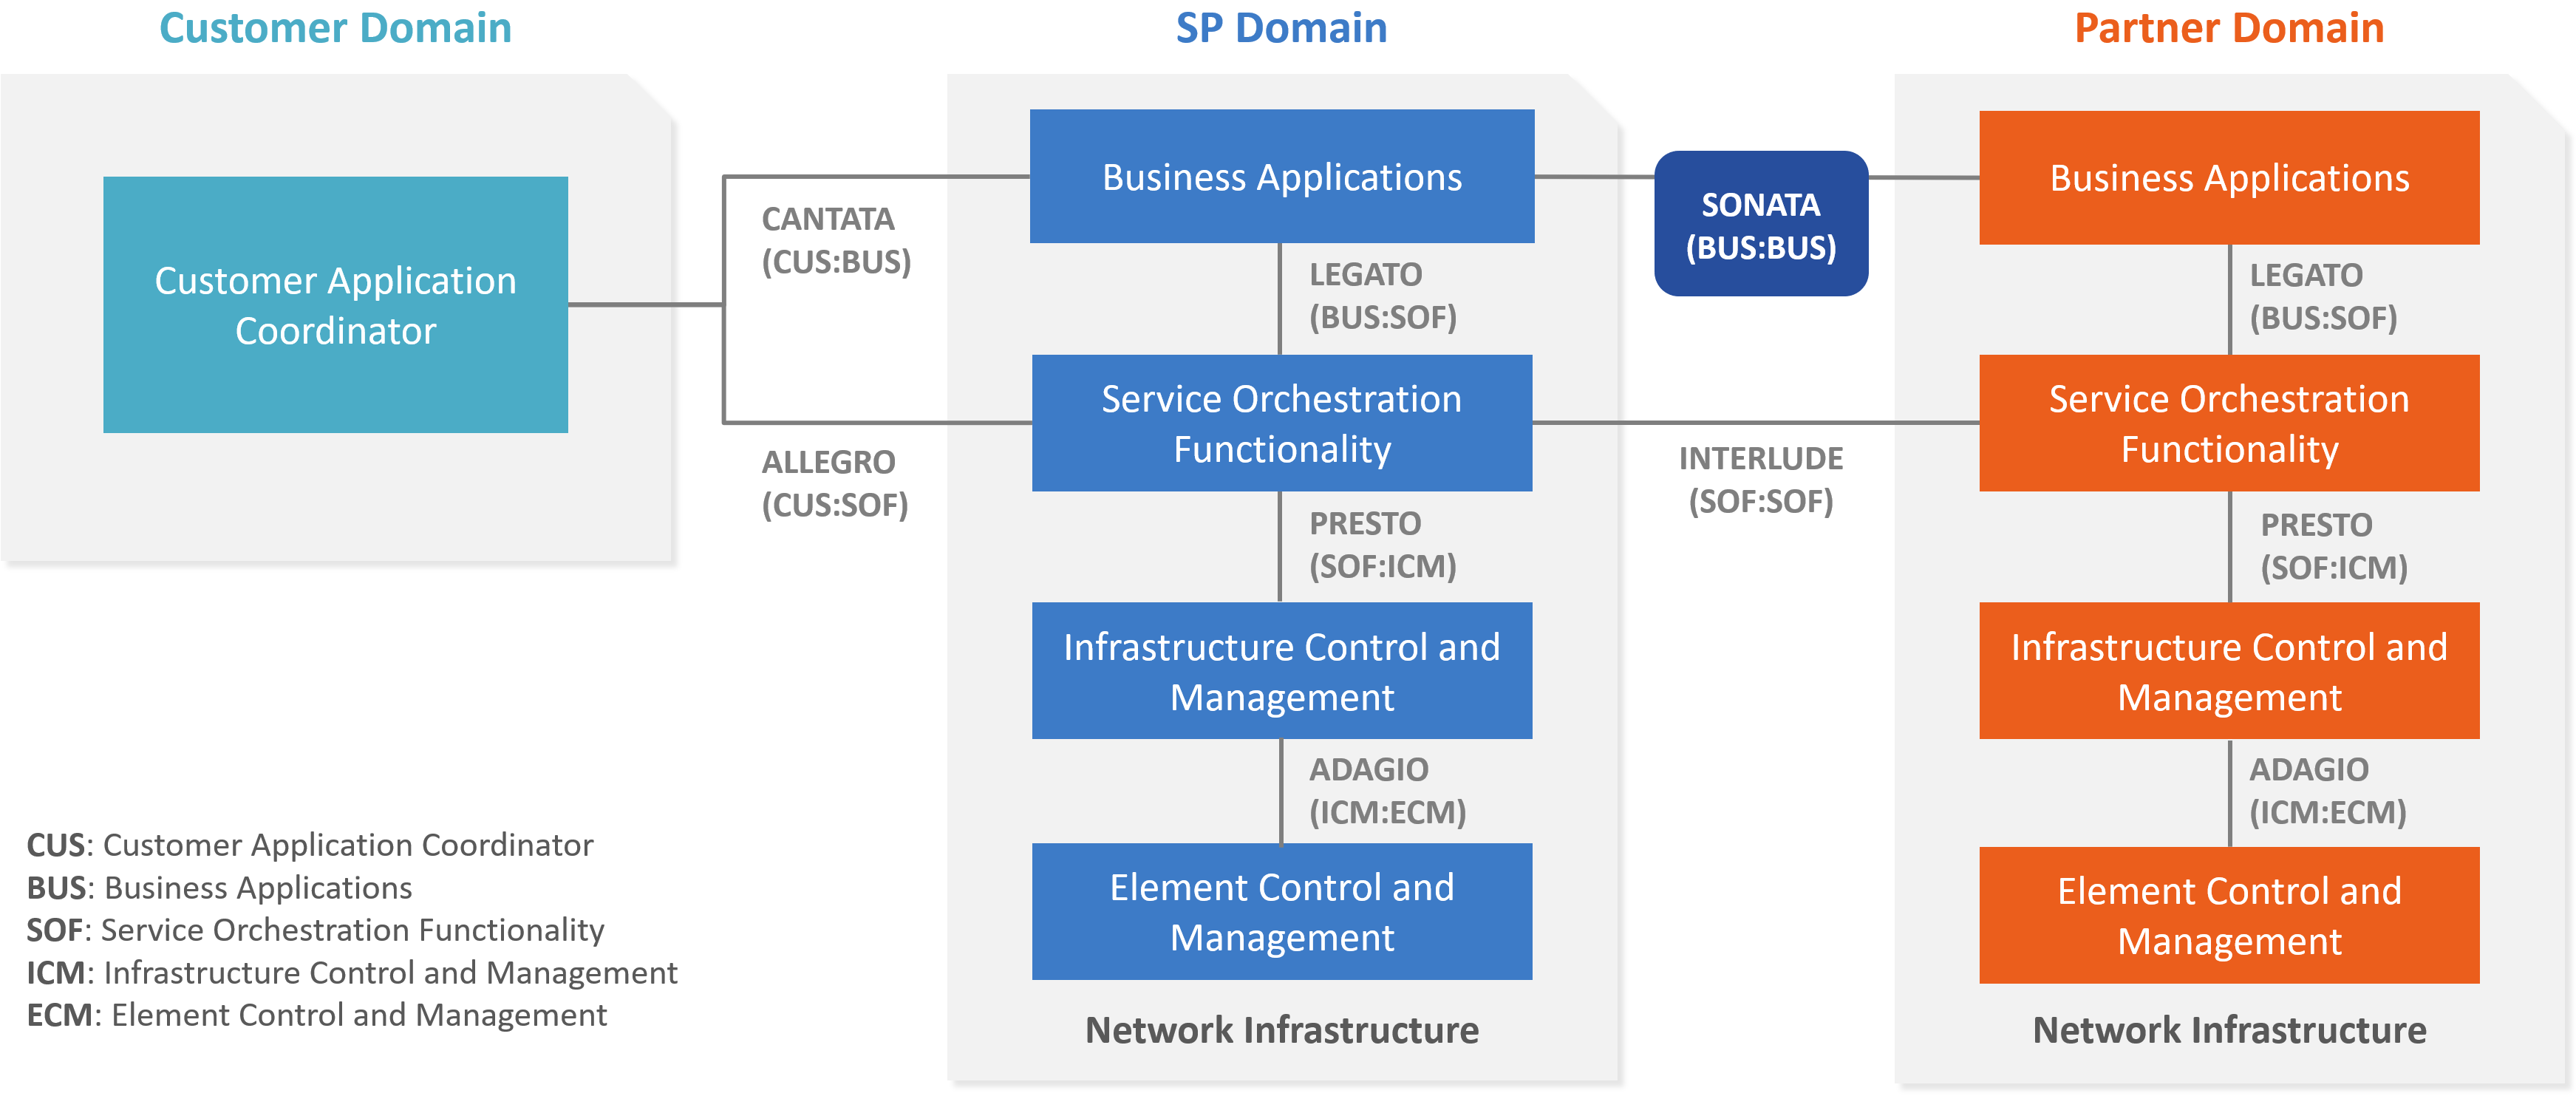 Customer Domain
SP Domain
Partner Domain
Customer Application
Coordinator
CANTATA
(CUS:BUS)
ALLEGRO
(CUS:SOF)
Business Applications
LEGATO
(BUS:SOF)
Service Orchestration
Functionality
PRESTO
(SOF:ICM)
Infrastructure Control and
Management
ADAGIO
(ICM:ECM)
Element Control and
Management
Network Infrastructure
SONATA
(BUS:BUS)
INTERLUDE
(SOF:SOF)
Business Applications
LEGATO
(BUS:SOF)
Service Orchestration
Functionality
PRESTO
(SOF:ICM)
Infrastructure Control and
Management
ADAGIO
(ICM:ECM)
Element Control and
Management
Network Infrastructure
CUS: Customer Application Coordinator
BUS: Business Applications
SOF: Service Orchestration Functionality
ICM: Infrastructure Control and Management
ECM: Element Control and Management